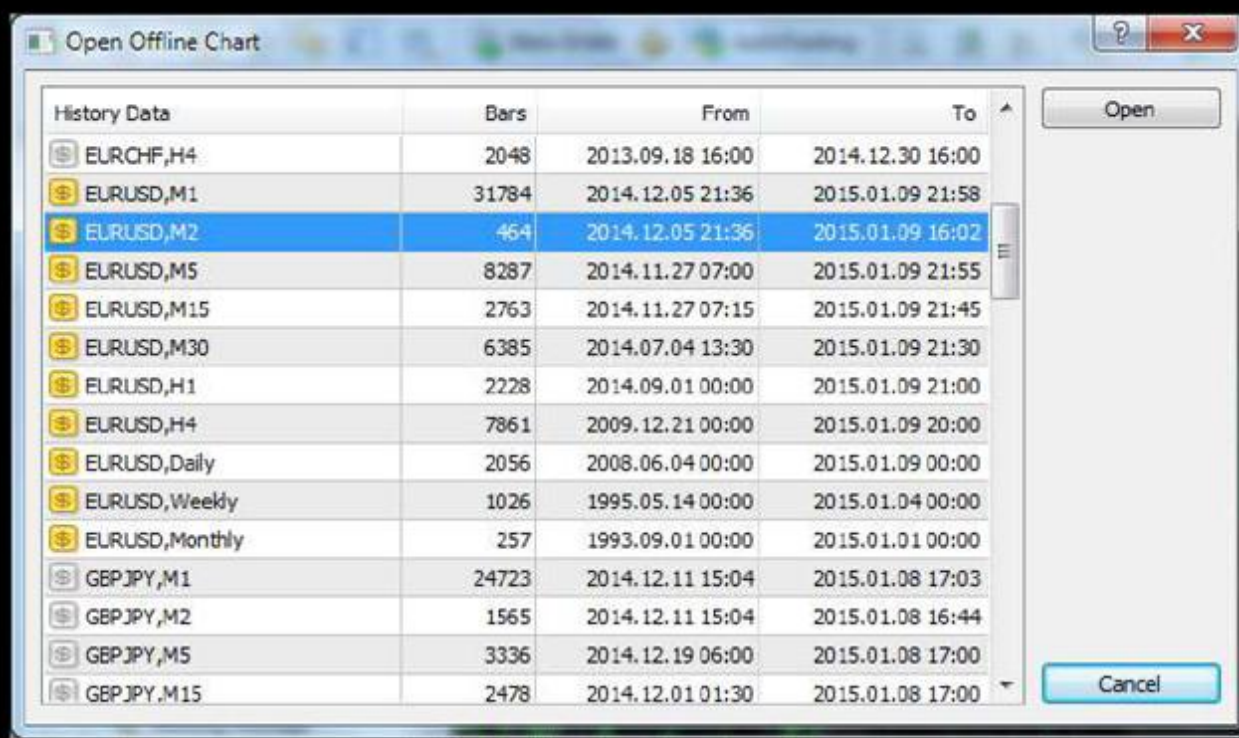 Open Offline Chart
History Data Bars From To
EURCHF,H4 2048 2013.09.18 16:00 2014.12.30 16:00
EURUSD,M1 31784 2014.12.05 21:36 2015.01.09 21:58
EURUSD,M2 464 2014.12.05 21:36 2015.01.09 16:02
EURUSD,M5 8287 2014.11.27 07:00 2015.01.09 21:55
EURUSD,M15 2763 2014.11.27 07:15 2015.01.09 21:45
EURUSD,M30 6385 2014.07.04 13:30 2015.01.09 21:30
EURUSD,H1 2228 2014.09.01 00:00 2015.01.09 21:00
EURUSD,H4 7861 2009.12.21 00:00 2015.01.09 20:00
EURUSD,Daily 2056 2008.06.04 00:00 2015.01.09 00:00
EURUSD,Weekly 1026 1995.05.14 00:00 2015.01.04 00:00
EURUSD,Monthly 257 1993.09.01 00:00 2015.01.01 00:00
GBPJPY,M1 24723 2014.12.11 15:04 2015.01.08 17:03
GBPJPY,M2 1565 2014.12.11 15:04 2015.01.08 16:44
GBPJPY,M5 3336 2014.12.19 06:00 2015.01.08 17:00
GBPJPY,M15 2478 2014.12.01 01:30 2015.01.08 17:00
Open
Cancel